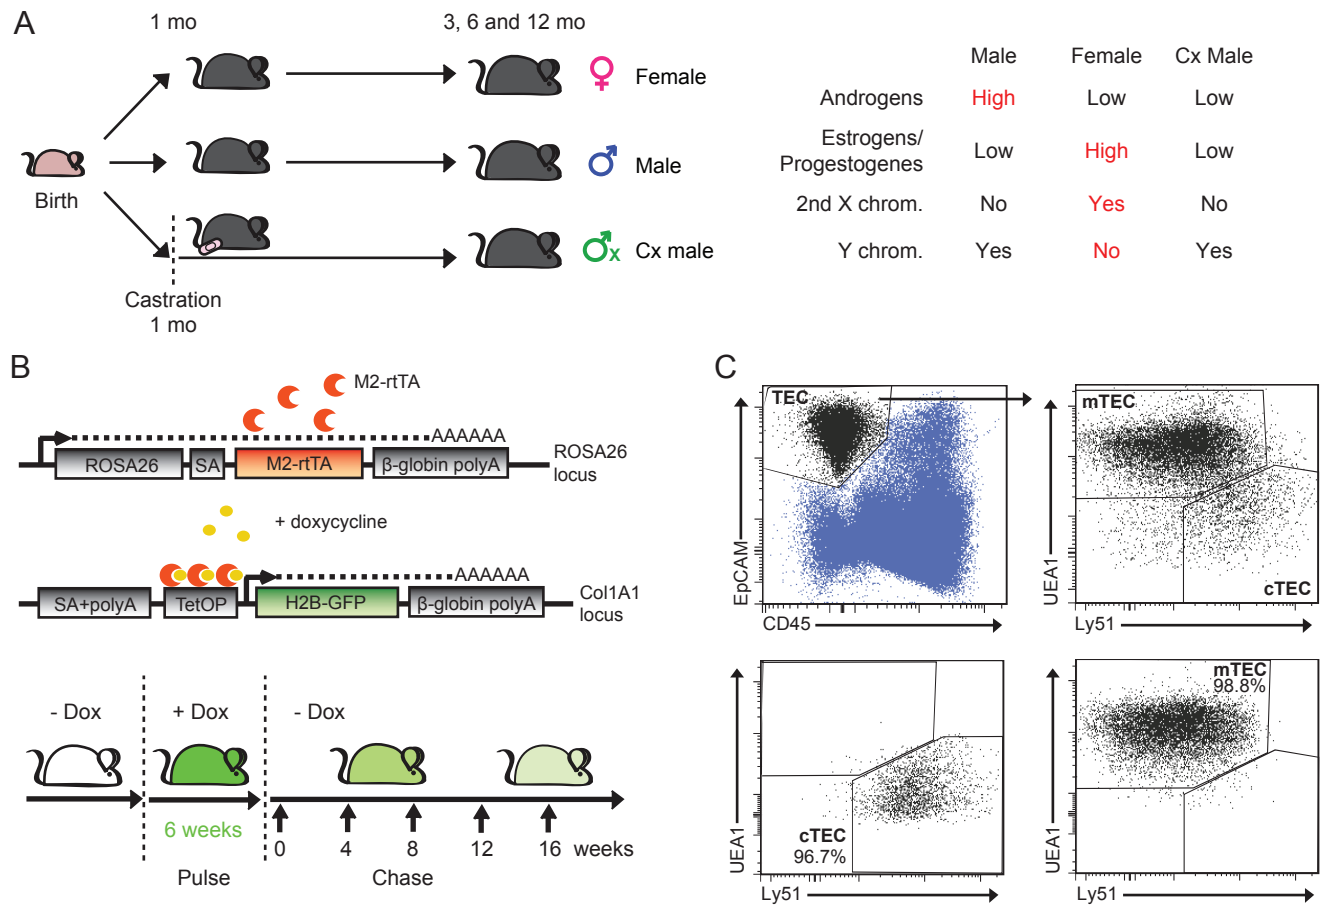 A
1 mo
3, 6 and 12 mo
Female
Birth
Male
Cx male
X
Castration
1 mo
Male Female Cx Male
Androgens High Low Low
Estrogens/
Progestogenes Low High Low
2nd X chrom. No Yes No
Y chrom. Yes No Yes
B
M2-rtTA
AAAAAA
ROSA26 SA M2-rtTA β-globin polyA
ROSA26
locus
+ doxycycline
AAAAAA
SA+polyA TetOP H2B-GFP β-globin polyA
Col1A1
locus
- Dox + Dox - Dox
6 weeks
0 4 8 12 16 weeks
Pulse Chase
C
TEC
EpCAM
CD45
mTEC
cTEC
UEA1
Ly51
cTEC
96.7%
UEA1
Ly51
mTEC
98.8%
UEA1
Ly51